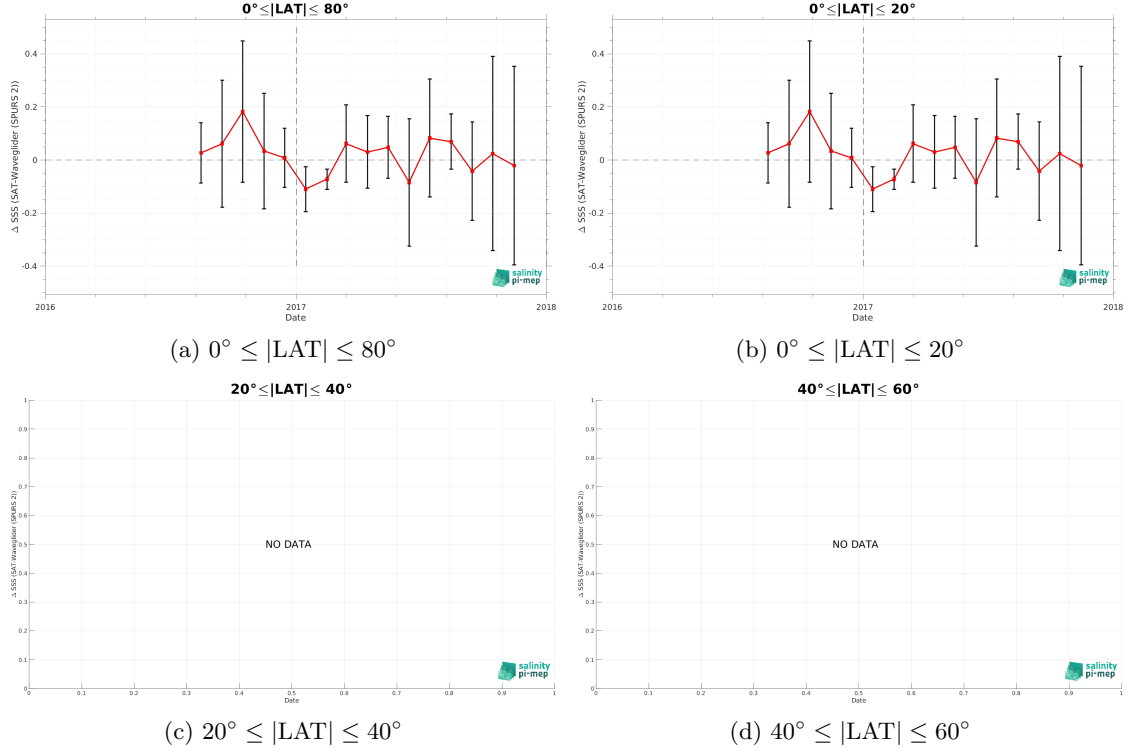 0°≤|LAT|≤ 80°
Δ SSS (SAT-Waveglider (SPURS 2))
0.4
0.2
0
-0.2
-0.4
2016
2017
2018
Date
salinity
pi-mep
(a) 0° ≤ |LAT| ≤ 80°
0°≤|LAT|≤ 20°
Δ SSS (SAT-Waveglider (SPURS 2))
0.4
0.2
0
-0.2
-0.4
2016
2017
2018
Date
salinity
pi-mep
(b) 0° ≤ |LAT| ≤ 20°
20°≤|LAT|≤ 40°
Δ SSS (SAT-Waveglider (SPURS 2))
1
0.9
0.8
0.7
0.6
0.5
0.4
0.3
0.2
0.1
0
NO DATA
0 0.1 0.2 0.3 0.4 0.5 0.6 0.7 0.8 0.9 1
Date
salinity
pi-mep
(c) 20° ≤ |LAT| ≤ 40°
40°≤|LAT|≤ 60°
Δ SSS (SAT-Waveglider (SPURS 2))
1
0.9
0.8
0.7
0.6
0.5
0.4
0.3
0.2
0.1
0
NO DATA
0 0.1 0.2 0.3 0.4 0.5 0.6 0.7 0.8 0.9 1
Date
salinity
pi-mep
(d) 40° ≤ |LAT| ≤ 60°